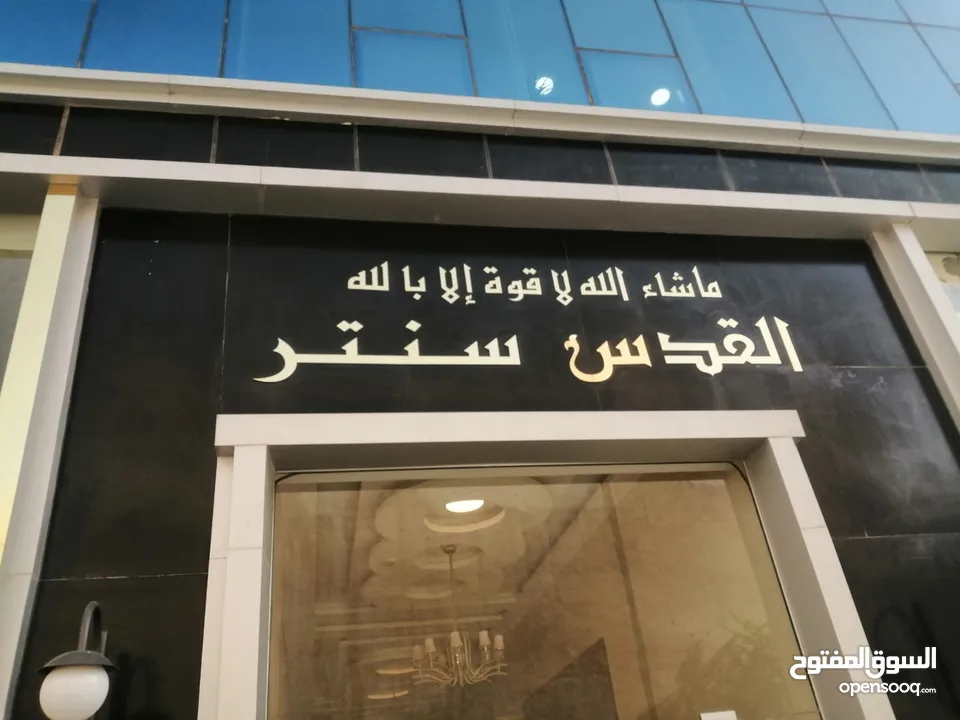 ماشاء الله لا قوة إلا بالله
القدس سنتر
السوق المفتوح
opensooq.com